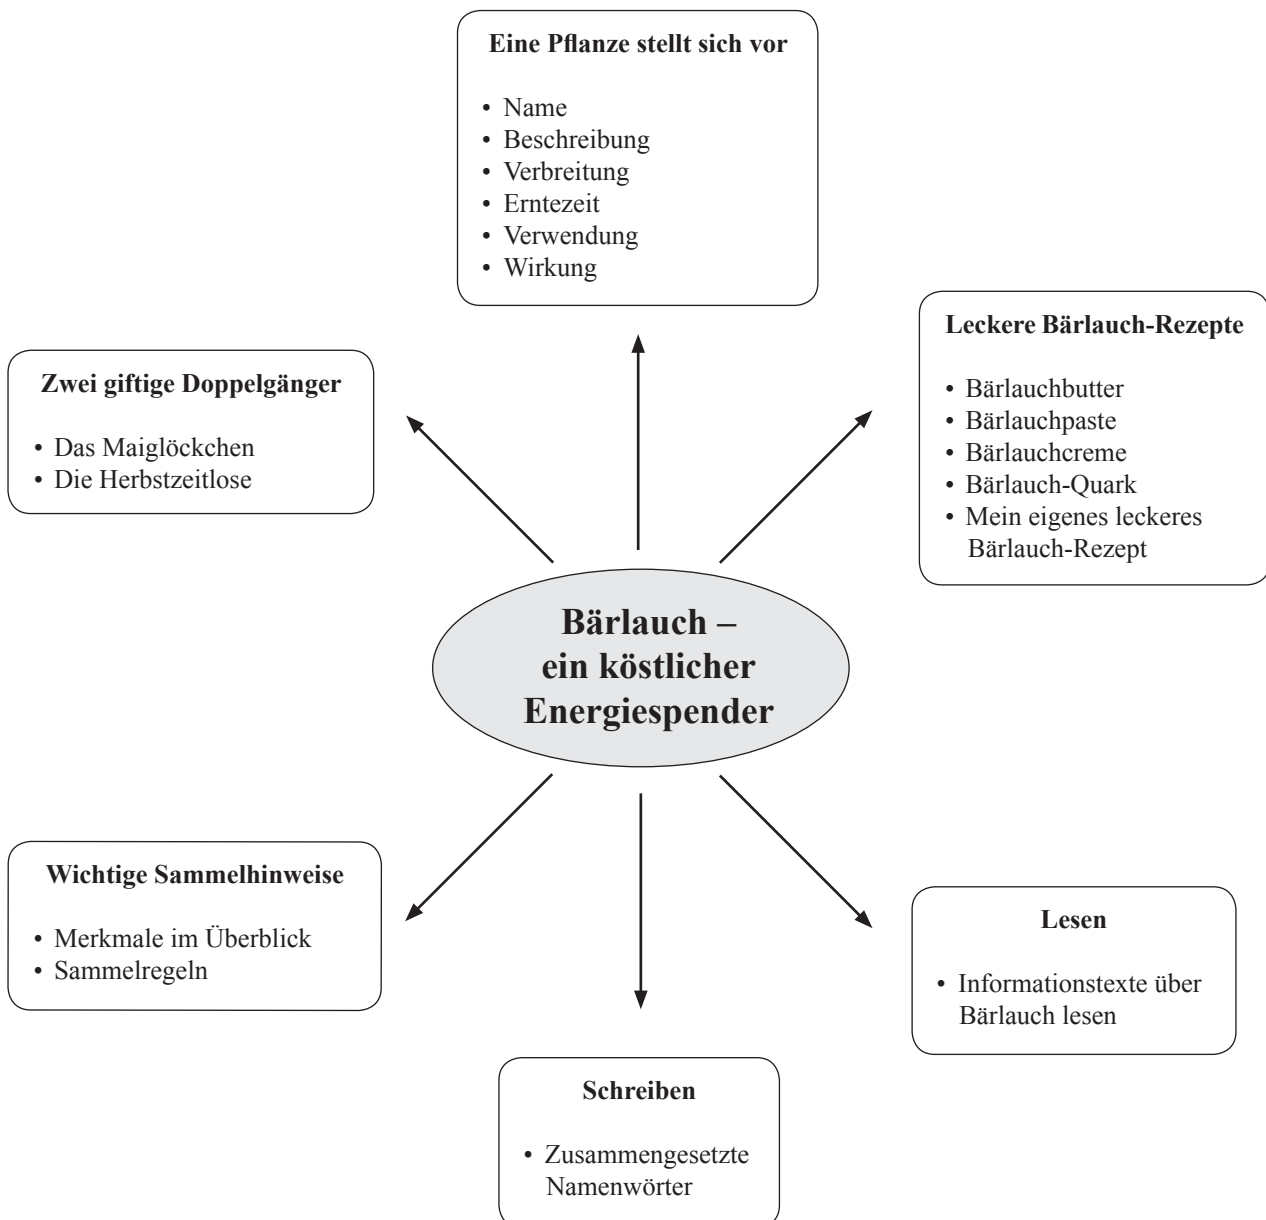 Eine Pflanze stellt sich vor
• Name
• Beschreibung
• Verbreitung
• Erntezeit
• Verwendung
• Wirkung
Leckere Bärlauch-Rezepte
• Bärlauchbutter
• Bärlauchpaste
• Bärlauchcreme
• Bärlauch-Quark
• Mein eigenes leckeres
Bärlauch-Rezept
Zwei giftige Doppelgänger
• Das Maiglöckchen
• Die Herbstzeitlose
Bärlauch –
ein köstlicher
Energiespender
Wichtige Sammelhinweise
• Merkmale im Überblick
• Sammelregeln
Lesen
• Informationstexte über
Bärlauch lesen
Schreiben
• Zusammengesetzte
Namenwörter